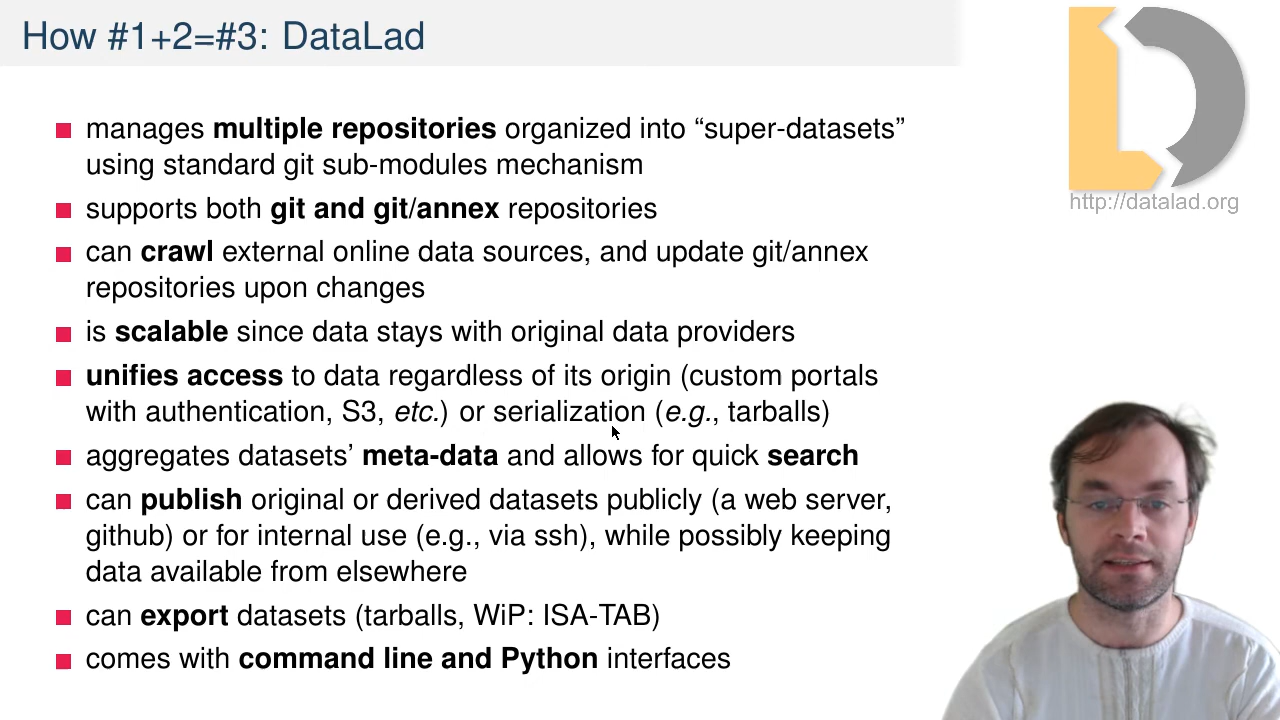 How #1+2=#3: DataLad
http://datalad.org
manages multiple repositories organized into “super-datasets”
using standard git sub-modules mechanism
supports both git and git/annex repositories
can crawl external online data sources, and update git/annex
repositories upon changes
is scalable since data stays with original data providers
unifies access to data regardless of its origin (custom portals
with authentication, S3, etc.) or serialization (e.g., tarballs)
aggregates datasets’ meta-data and allows for quick search
can publish original or derived datasets publicly (a web server,
github) or for internal use (e.g., via ssh), while possibly keeping
data available from elsewhere
can export datasets (tarballs, WiP: ISA-TAB)
comes with command line and Python interfaces